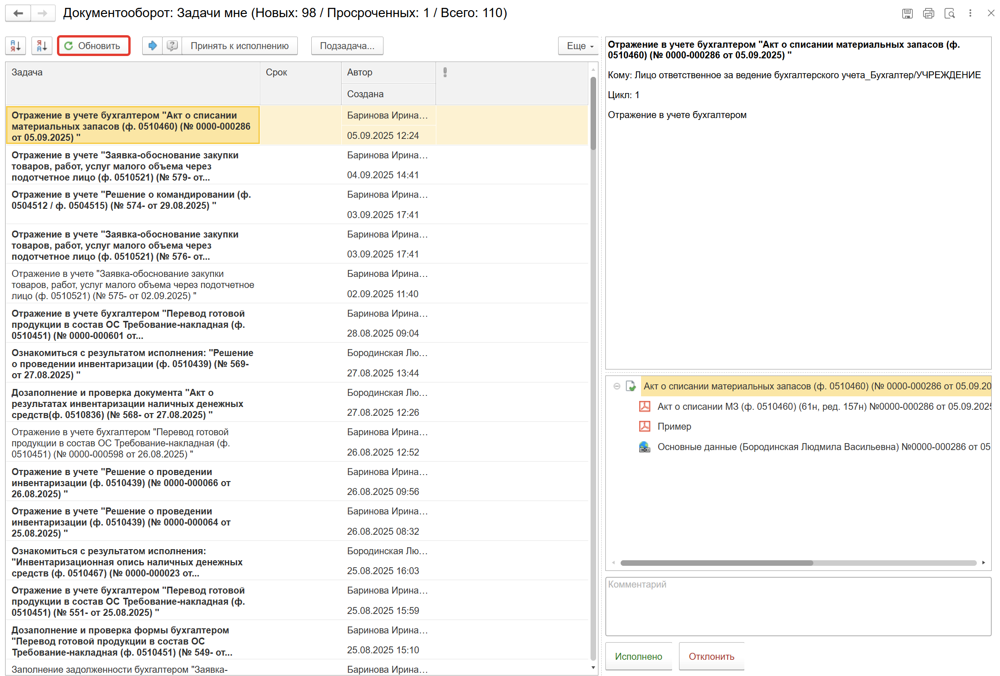 Документооборот: Задачи мне (Новых: 98 / Просроченных: 1 / Всего: 110)
Обновить
Принять к исполнению
Подзадача...
Еще
Задача
Срок
Автор
Создана
Отражение в учете бухгалтером "Акт о списании
материальных запасов (ф. 0510460) (№ 0000-000286
от 05.09.2025) "
Баринова Ирина...
05.09.2025 12:24
Отражение в учете "Заявка-обоснование закупки
товаров, работ, услуг малого объема через
подотчетное лицо (ф. 0510521) (№ 579- от...
Баринова Ирина...
04.09.2025 14:41
Отражение в учете "Решение о командировании (ф.
0504512 / ф. 0504515) (№ 574- от 29.08.2025) "
Баринова Ирина...
03.09.2025 17:41
Отражение в учете "Заявка-обоснование закупки
товаров, работ, услуг малого объема через
подотчетное лицо (ф. 0510521) (№ 576- от...
Баринова Ирина...
03.09.2025 17:41
Отражение в учете "Заявка-обоснование закупки
товаров, работ, услуг малого объема через подотчетное
лицо (ф. 0510521) (№ 575- от 02.09.2025) "
Баринова Ирина...
02.09.2025 11:40
Отражение в учете бухгалтером "Перевод готовой
продукции в состав ОС Требование-накладная (ф.
0510451) (№ 0000-000601 от...
Баринова Ирина...
28.08.2025 09:04
Ознакомиться с результатом исполнения: "Решение
о проведении инвентаризации (ф. 0510439) (№ 569-
от 27.08.2025) "
Бородинская Лю...
27.08.2025 13:44
Дозаполнение и проверка документа "Акт о
результатах инвентаризации наличных денежных
средств(ф. 0510836) (№ 568- от 27.08.2025) "
Бородинская Лю...
27.08.2025 12:26
Отражение в учете бухгалтером "Перевод готовой
продукции в состав ОС Требование-накладная (ф.
0510451) (№ 0000-000598 от 26.08.2025) "
Баринова Ирина...
26.08.2025 12:52
Отражение в учете "Решение о проведении
инвентаризации (ф. 0510439) (№ 0000-000066 от
26.08.2025) "
Баринова Ирина...
26.08.2025 09:56
Отражение в учете "Решение о проведении
инвентаризации (ф. 0510439) (№ 0000-000064 от
25.08.2025) "
Баринова Ирина...
26.08.2025 08:32
Ознакомиться с результатом исполнения:
"Инвентаризационная опись наличных денежных
средств (ф. 0510467) (№ 0000-000023 от...
Бородинская Лю...
25.08.2025 16:03
Отражение в учете бухгалтером "Перевод готовой
продукции в состав ОС Требование-накладная (ф.
0510451) (№ 551- от 25.08.2025) "
Баринова Ирина...
25.08.2025 15:59
Дозаполнение и проверка формы бухгалтером
"Перевод готовой продукции в состав ОС
Требование-накладная (ф. 0510451) (№ 549- от...
Баринова Ирина...
25.08.2025 15:10
Заполнение задолженности бухгалтером "Заявка-
Баринова Ирина...
Отражение в учете бухгалтером "Акт о списании материальных запасов (ф.
0510460) (№ 0000-000286 от 05.09.2025) "
Кому: Лицо ответственное за ведение бухгалтерского учета_Бухгалтер/УЧРЕЖДЕНИЕ
Цикл: 1
Отражение в учете бухгалтером
Акт о списании материальных запасов (ф. 0510460) (№ 0000-000286 от 05.09.20
Акт о списании МЗ (ф. 0510460) (61н, ред. 157н) №0000-000286 от 05.09.2025
Пример
Основные данные (Бородинская Людмила Васильевна) №0000-000286 от 05
Комментарий
Исполнено
Отклонить